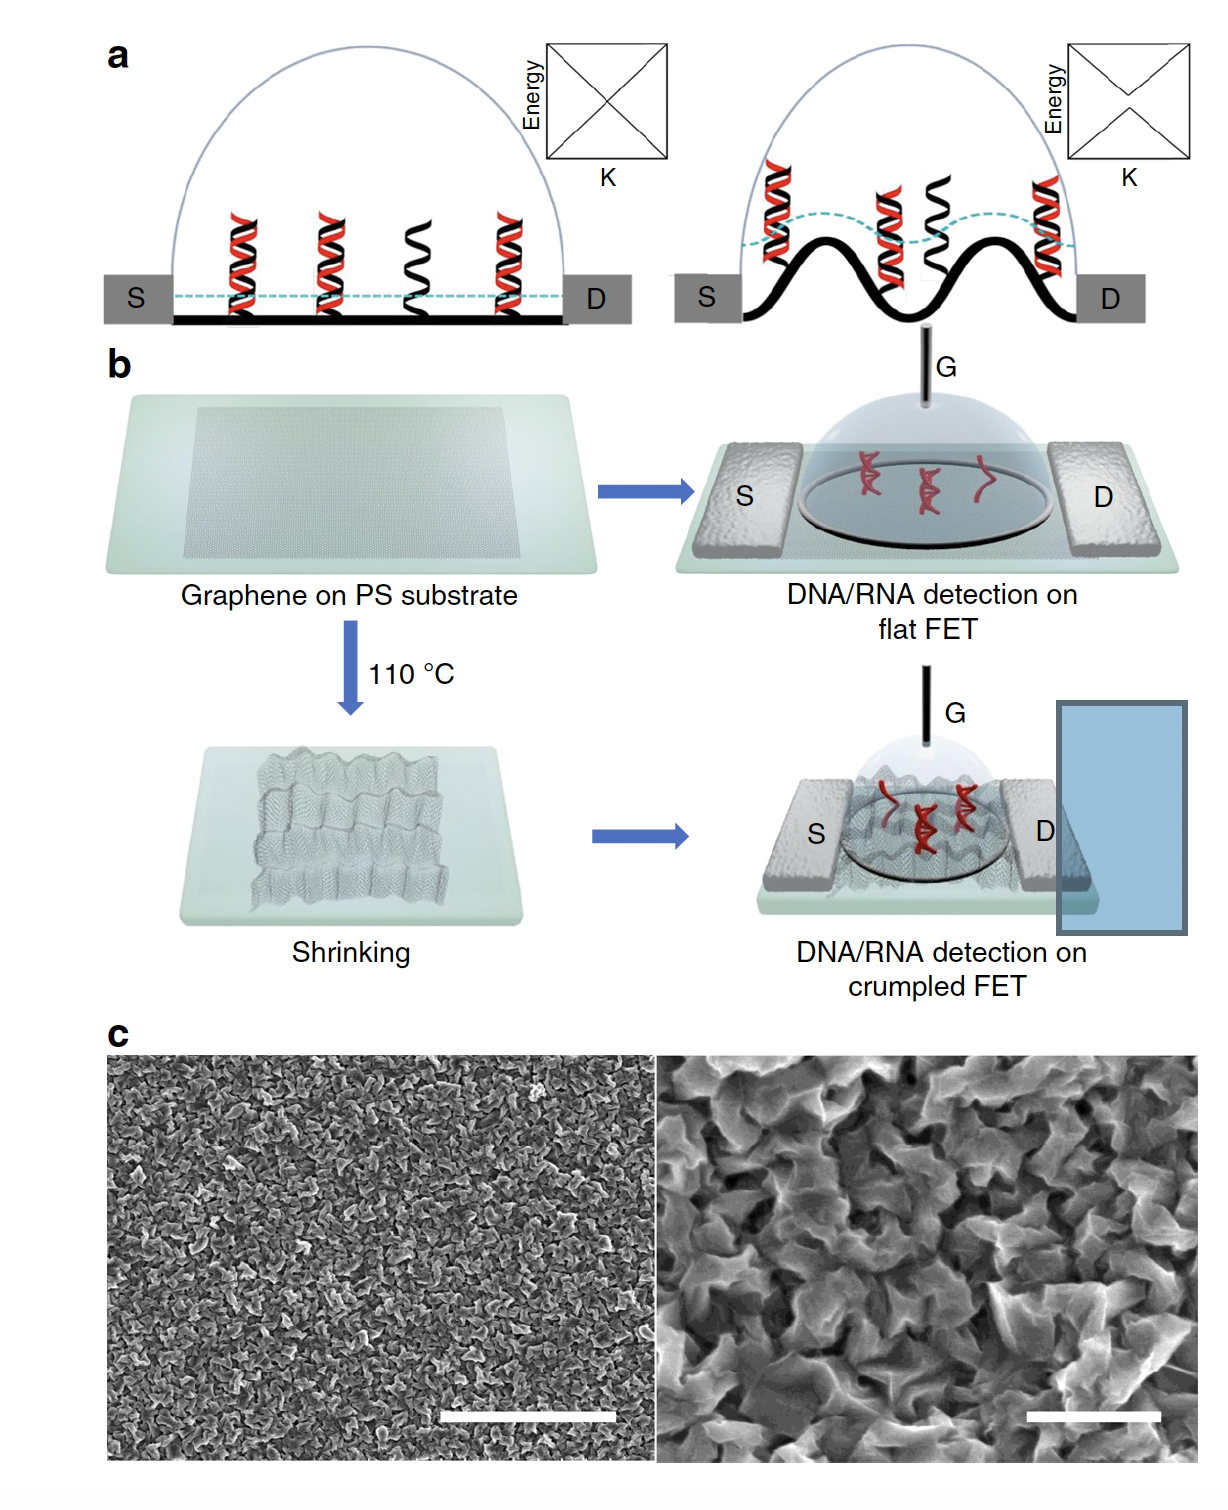 a
Energy
K
S
D
Energy
K
S
D
b
G
S
D
Graphene on PS substrate
DNA/RNA detection on
flat FET
110 °C
G
S
D
Shrinking
DNA/RNA detection on
crumpled FET
c